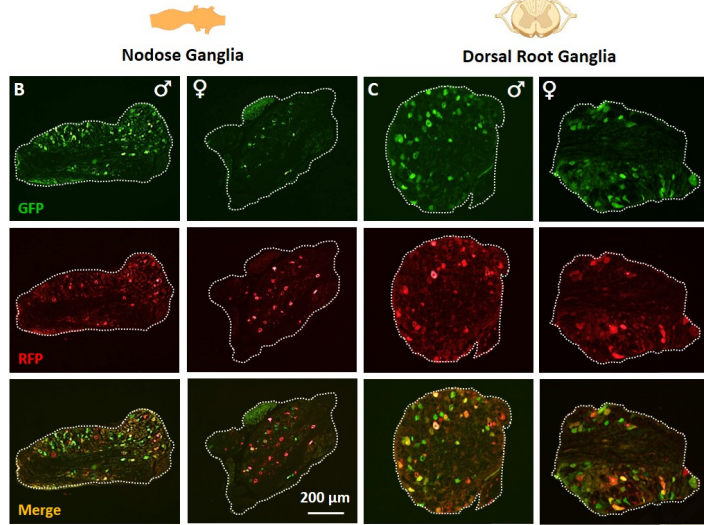 Nodose Ganglia
Dorsal Root Ganglia
B ♂ ♀ C ♂ ♀
GFP
RFP
Merge
200 µm